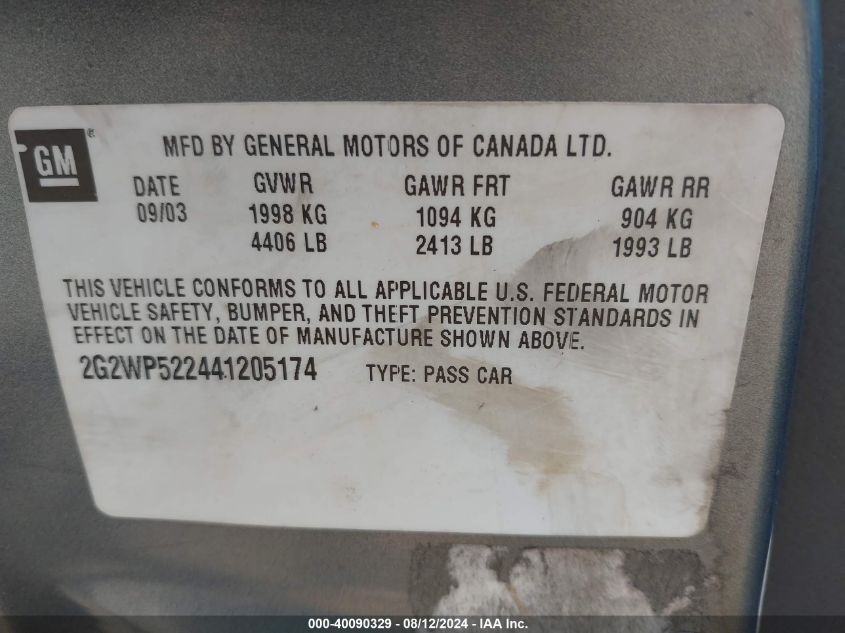 GM®
MFD BY GENERAL MOTORS OF CANADA LTD.
DATE GVWR GAWR FRT GAWR RR
09/03 1998 KG 1094 KG 904 KG
4406 LB 2413 LB 1993 LB
THIS VEHICLE CONFORMS TO ALL APPLICABLE U.S. FEDERAL MOTOR
VEHICLE SAFETY, BUMPER, AND THEFT PREVENTION STANDARDS IN
EFFECT ON THE DATE OF MANUFACTURE SHOWN ABOVE.
2G2WP522441205174 TYPE: PASS CAR
000-40090329 - 08/12/2024 - IAA, Inc.